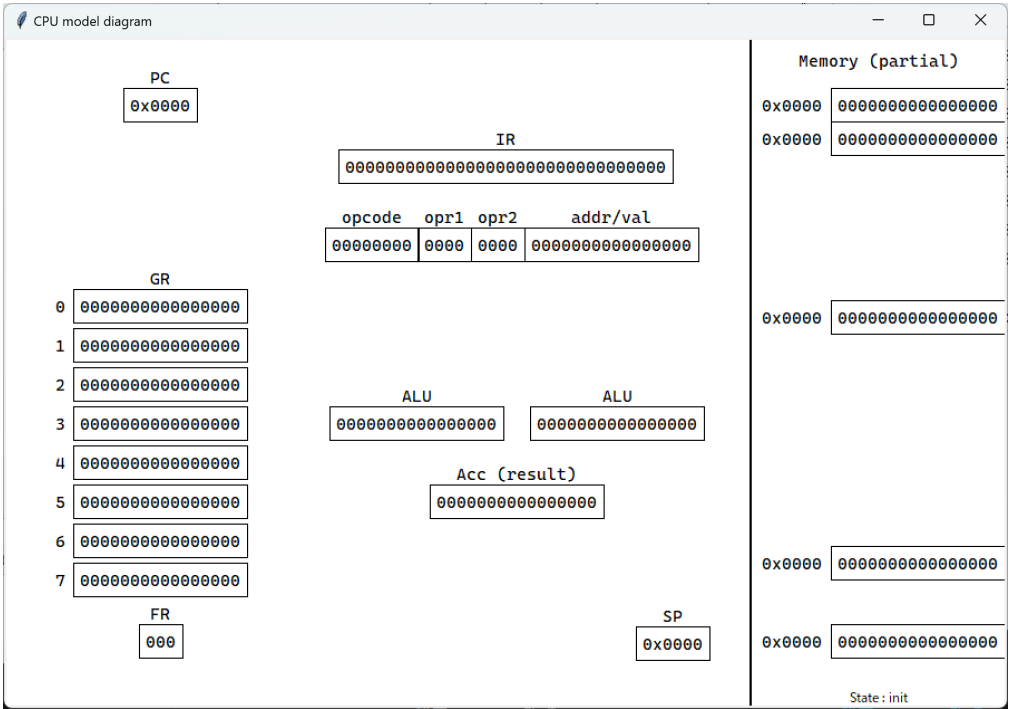 CPU model diagram
Memory (partial)
PC
0x0000
0x0000 0000000000000000
0x0000 0000000000000000
IR
00000000000000000000000000000000
opcode opr1 opr2 addr/val
00000000 0000 0000 0000000000000000
GR
0 0000000000000000
1 0000000000000000
2 0000000000000000
3 0000000000000000
4 0000000000000000
5 0000000000000000
6 0000000000000000
7 0000000000000000
0x0000 0000000000000000
ALU ALU
0000000000000000 0000000000000000
Acc (result)
0000000000000000
0x0000 0000000000000000
FR
000
SP
0x0000
0x0000 0000000000000000
State : init